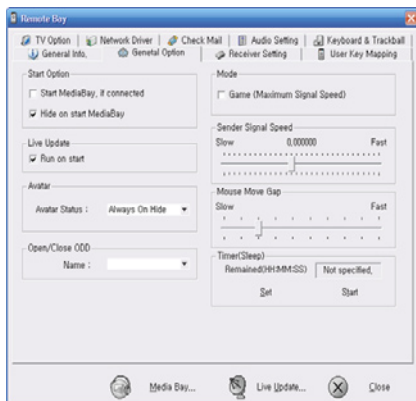 Remote Bay
TV Option Network Driver Check Mail Audio Setting Keyboard & Trackball
General Info. Genetal Option Receiver Setting User Key Mapping
Start Option
Start MediaBay, if connected
Hide on start MediaBay
Live Update
Run on start
Avatar
Avatar Status : Always On Hide
Open/Close ODD
Name :
Mode
Game (Maximum Signal Speed)
Sender Signal Speed
Slow 0,000000 Fast
Mouse Move Gap
Slow Fast
Timer(Sleep)
Remained(HH:MM:SS) Not specified,
Set Start
Media Bay... Live Update... Close